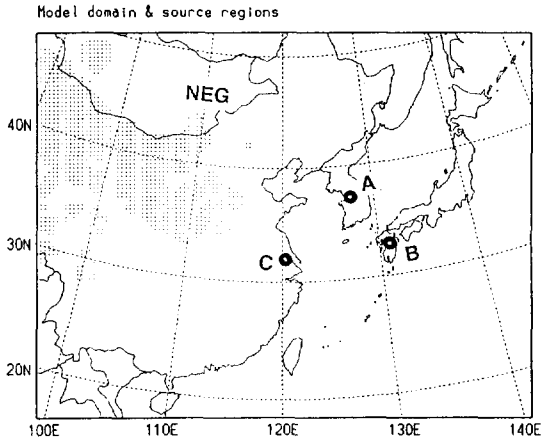 Model domain & source regions
NEG
40N
A
30N
C
B
20N
100E 110E 120E 130E 140E